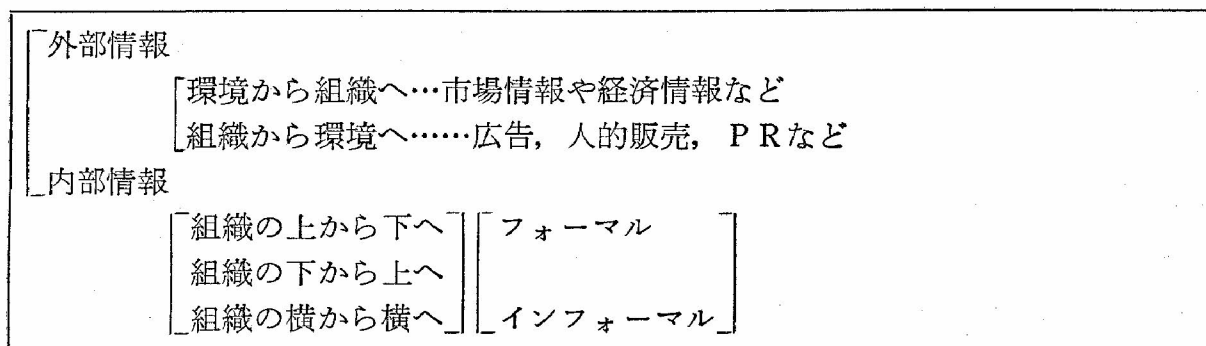 外部情報
環境から組織へ…市場情報や経済情報など
組織から環境へ……広告，人的販売，ＰＲなど
内部情報
組織の上から下へ フォーマル
組織の下から上へ
組織の横から横へ インフォーマル